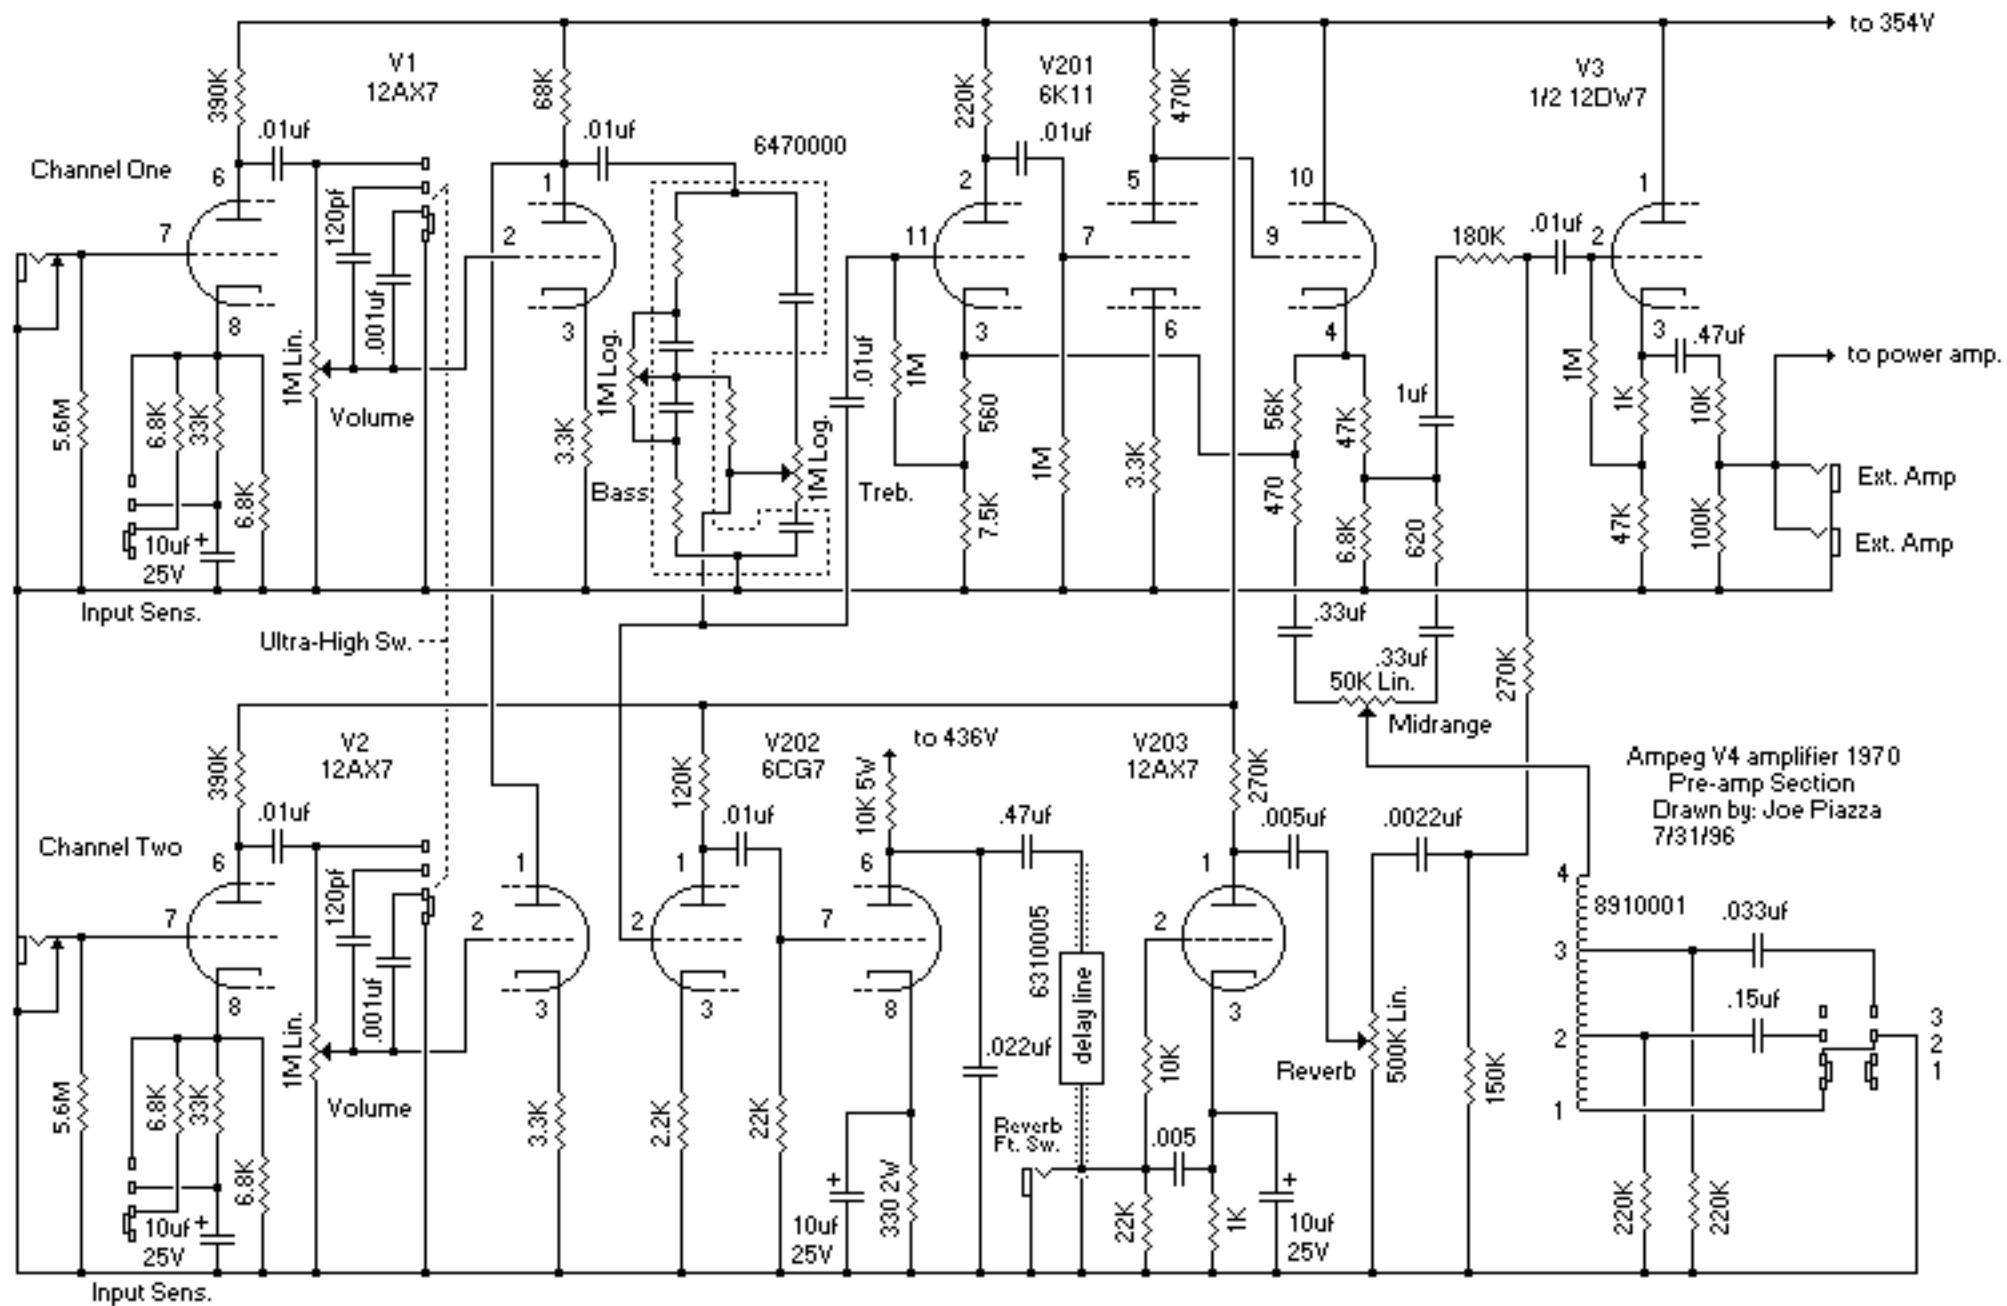 to 354V
V1
12AX7
390K
68K
220K
V201
6K11
470K
V3
1/2 12DW7
.01uf
.01uf
.01uf
6470000
Channel One
6
1
2
5
10
1
120pf
7
2
11
7
9
180K
.01uf
2
8
.001uf
3
3
6
4
3
.47uf
to power amp.
1M Lin.
Volume
1M Log.
.01uf
1M
560
56K
47K
1uf
1M
1K
10K
5.6M
6.8K
33K
6.8K
3.3K
Bass
1M Log.
Treb.
7.5K
1M
3.3K
470
6.8K
620
47K
100K
Ext. Amp
Ext. Amp
10uf +
25V
Input Sens.
Ultra-High Sw.
.33uf
.33uf
50K Lin.
Midrange
270K
390K
V2
12AX7
120K
V202
6CG7
to 436V
10K 5W
V203
12AX7
270K
Ampeg V4 amplifier 1970
Pre-amp Section
Drawn by: Joe Piazza
7/31/96
.01uf
.01uf
.47uf
.005uf
.0022uf
Channel Two
6
1
1
6
1
120pf
7
2
2
7
2
6310005
delay line
4
8910001
.033uf
3
8
.001uf
3
3
8
3
.15uf
2
3
2
1
1M Lin.
Volume
.022uf
10K
Reverb
500K Lin.
150K
1
5.6M
6.8K
33K
6.8K
3.3K
2.2K
22K
Reverb
Ft. Sw.
.005
330 2W
+
10uf
25V
22K
1K
+
10uf
25V
220K
220K
10uf +
25V
Input Sens.